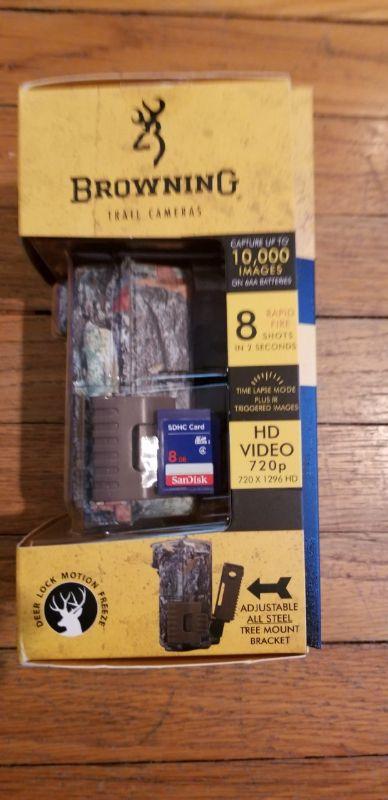 BROWNING
TRAIL CAMERAS
CAPTURE UP TO
10,000
IMAGES
ON 6AA BATTERIES
8
RAPID
FIRE
SHOTS
IN 2 SECONDS
TIME LAPSE MODE
PLUS IR
TRIGGERED IMAGES
HD
VIDEO
720p
720 X 1296 HD
SDHC Card
8 GB
SanDisk
DEER LOCK MOTION FREEZE
ADJUSTABLE
ALL STEEL
TREE MOUNT
BRACKET